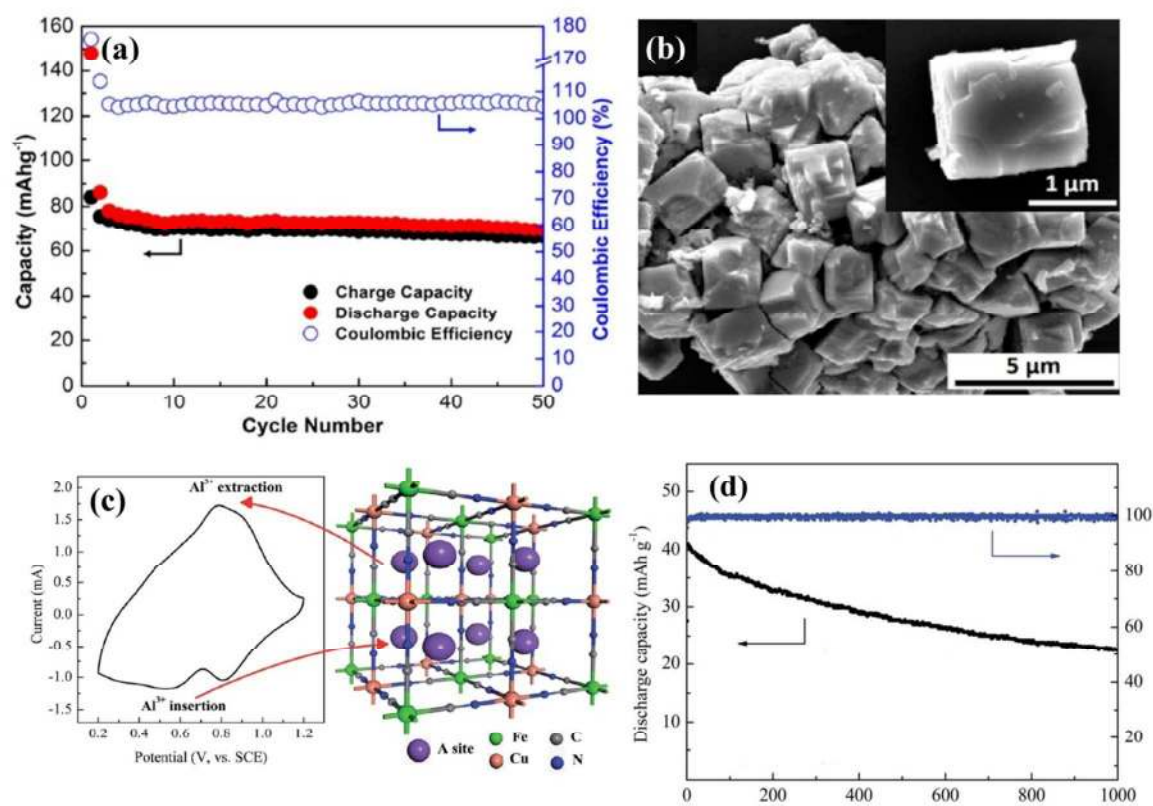 (a)
160
140
120
100
80
60
40
20
0
Capacity (mAhg-1)
0 10 20 30 40 50
Cycle Number
180
170
120
110
100
90
80
70
60
50
40
30
20
10
0
Coulombic Efficiency (%)
Charge Capacity
Discharge Capacity
Coulombic Efficiency
(b)
1 μm
5 μm
(c)
2.0
1.5
1.0
0.5
0.0
-0.5
-1.0
-1.5
Current (mA)
0.2 0.4 0.6 0.8 1.0 1.2
Potential (V, vs. SCE)
Al3+ extraction
Al3+ insertion
A site
Fe
C
Cu
N
(d)
50
40
30
20
10
Discharge capacity (mAh g-1)
0 200 400 600 800 1000
100
80
60
40
20